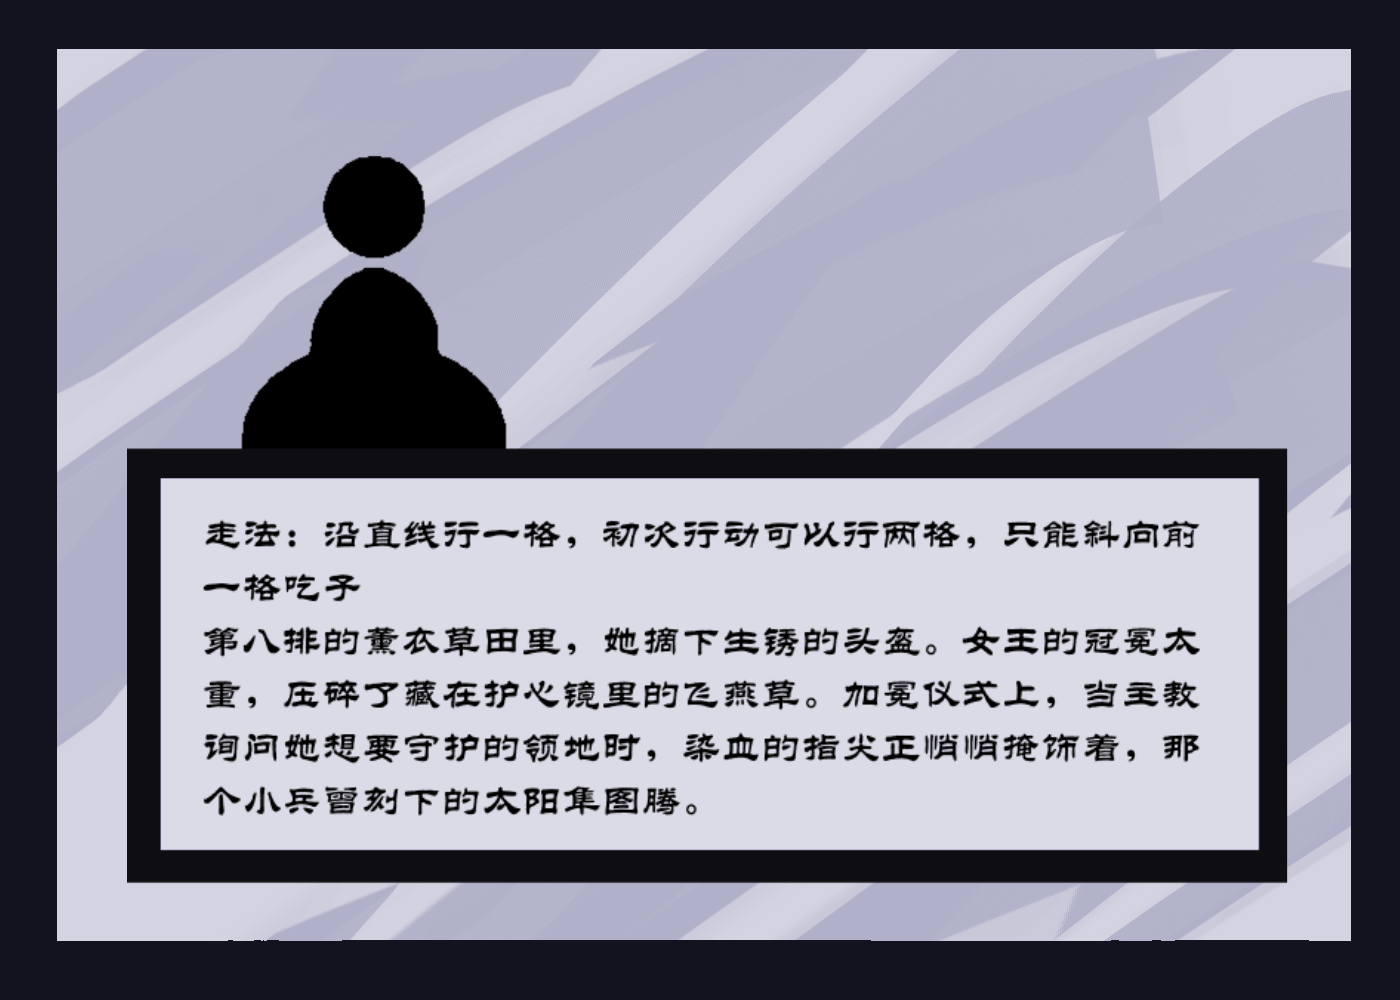 走法：沿直线行一格，初次行动可以行两格，只能斜向前
一格吃子
第八排的薰衣草田里，她摘下生锈的头盔。女王的冠冕太
重，压碎了藏在护心镜里的飞燕草。加冕仪式上，当主教
询问她想要守护的领地时，染血的指尖正悄悄掩饰着，那
个小兵曾刻下的太阳隼图腾。